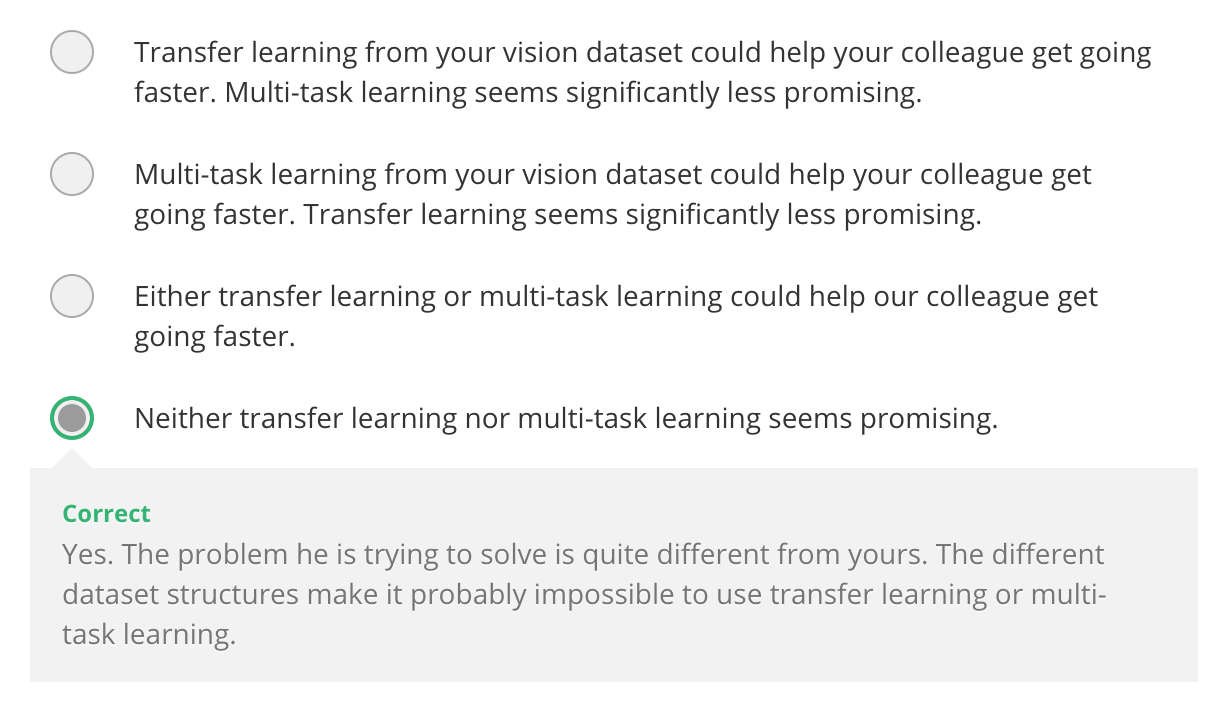 Transfer learning from your vision dataset could help your colleague get going
faster. Multi-task learning seems significantly less promising.
Multi-task learning from your vision dataset could help your colleague get
going faster. Transfer learning seems significantly less promising.
Either transfer learning or multi-task learning could help our colleague get
going faster.
Neither transfer learning nor multi-task learning seems promising.
Correct
Yes. The problem he is trying to solve is quite different from yours. The different
dataset structures make it probably impossible to use transfer learning or multi-
task learning.